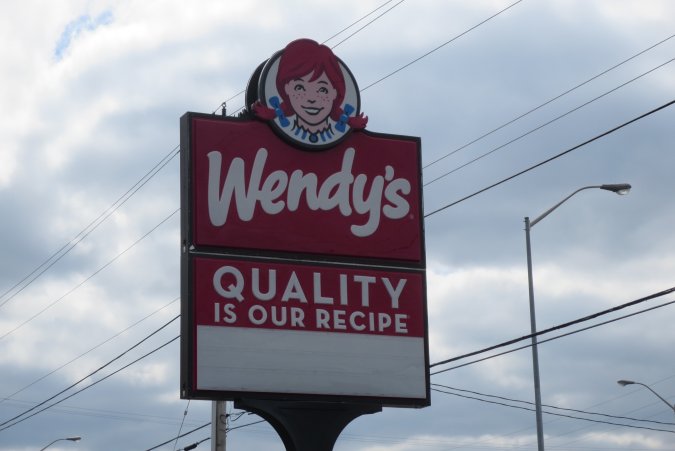 Wendy's
QUALITY
IS OUR RECIPE